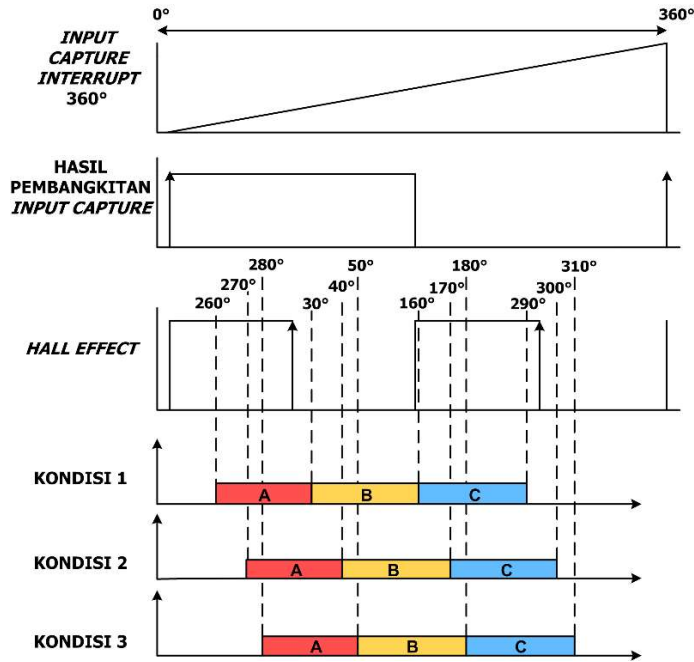 0° 360°
INPUT
CAPTURE
INTERRUPT
360°
HASIL
PEMBANGKITAN
INPUT CAPTURE
280° 50° 180° 310°
270° 40° 170° 300°
260° 30° 160° 290°
HALL EFFECT
KONDISI 1
A B C
KONDISI 2
A B C
KONDISI 3
A B C